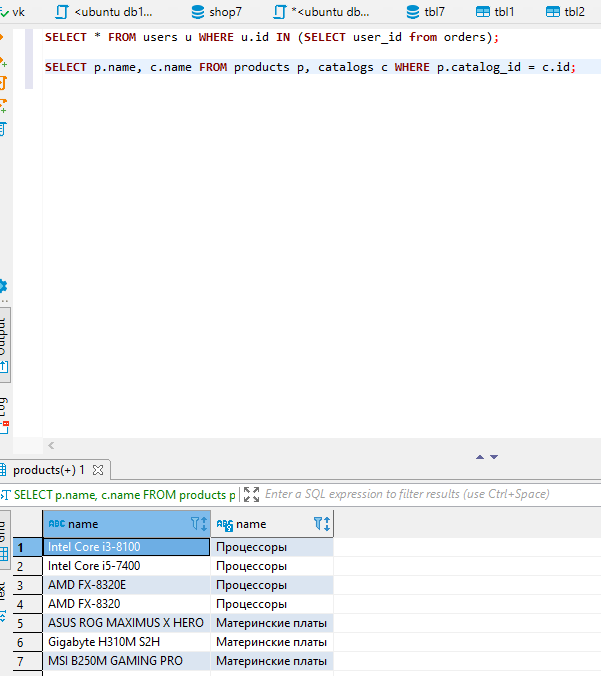 vk <ubuntu db1... shop7 *<ubuntu db... tbl7 tbl1 tbl2
SELECT * FROM users u WHERE u.id IN (SELECT user_id from orders);
SELECT p.name, c.name FROM products p, catalogs c WHERE p.catalog_id = c.id;
Output
Log
products(+) 1
SELECT p.name, c.name FROM products p Enter a SQL expression to filter results (use Ctrl+Space)
ABC name ABC name
1 Intel Core i3-8100 Процессоры
2 Intel Core i5-7400 Процессоры
3 AMD FX-8320E Процессоры
4 AMD FX-8320 Процессоры
5 ASUS ROG MAXIMUS X HERO Материнские платы
6 Gigabyte H310M S2H Материнские платы
7 MSI B250M GAMING PRO Материнские платы